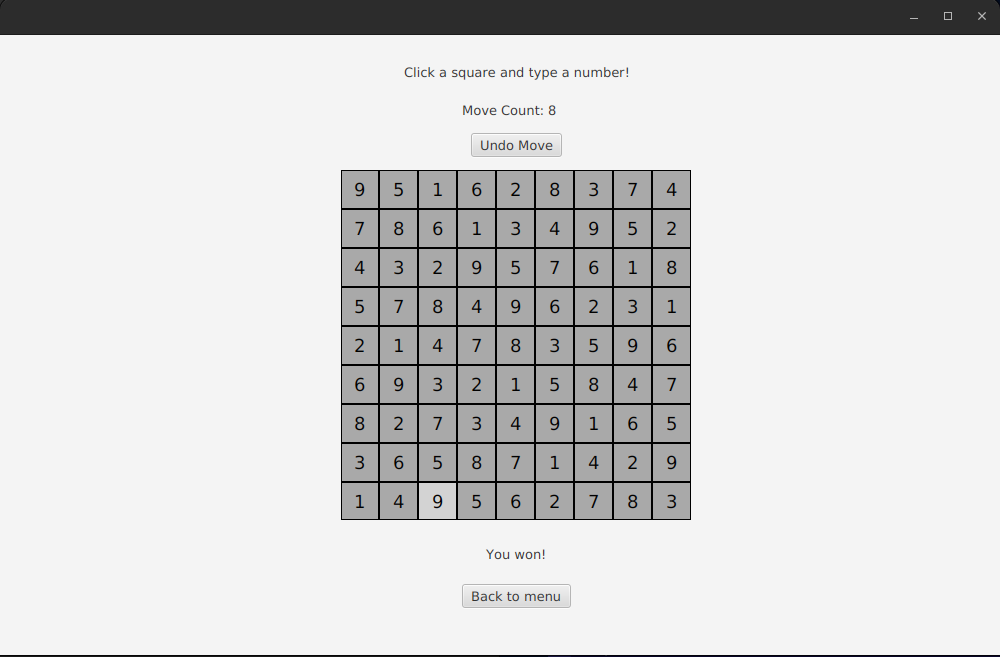 Click a square and type a number!
Move Count: 8
Undo Move
9 5 1 6 2 8 3 7 4
7 8 6 1 3 4 9 5 2
4 3 2 9 5 7 6 1 8
5 7 8 4 9 6 2 3 1
2 1 4 7 8 3 5 9 6
6 9 3 2 1 5 8 4 7
8 2 7 3 4 9 1 6 5
3 6 5 8 7 1 4 2 9
1 4 9 5 6 2 7 8 3
You won!
Back to menu